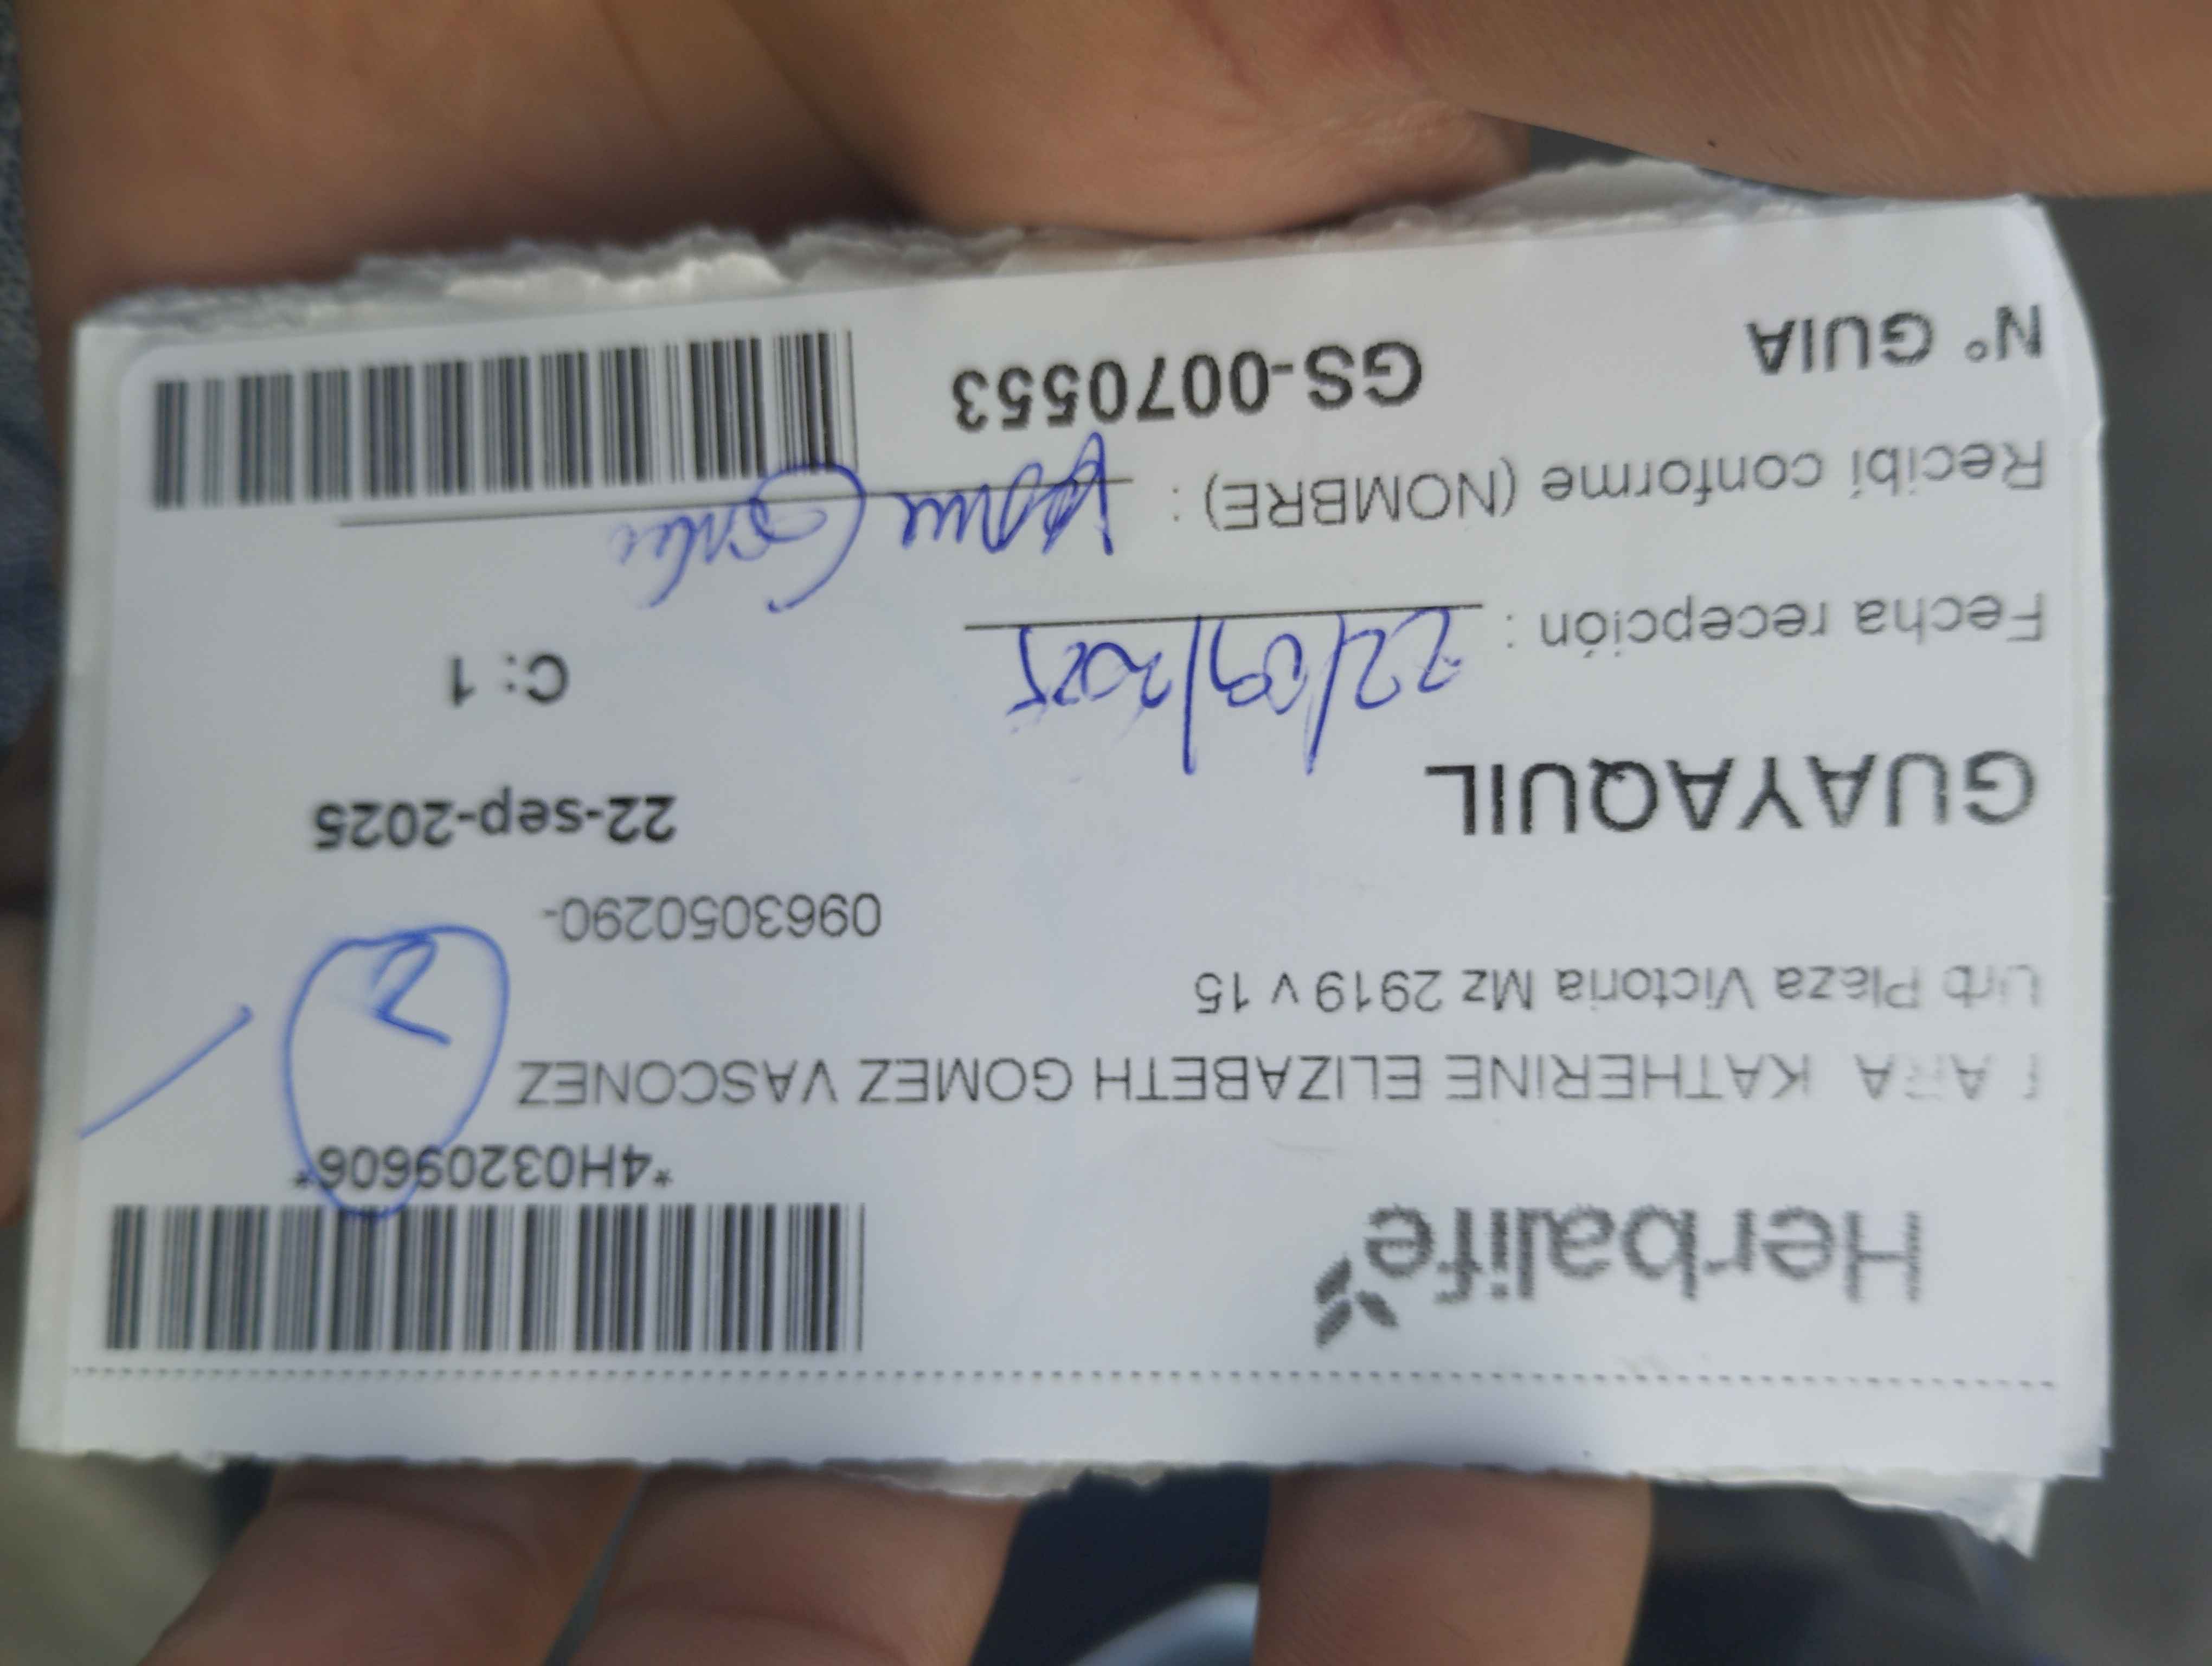 Herbalife
*4H03209606*
KATHERINE ELIZABETH GOMEZ VASCONEZ
2
Urb Plaza Victoria Mz 2919 v 15
0963050290-
GUAYAQUIL
22-sep-2025
Fecha recepción : 22/09/2025
C: 1
Recibí conforme (NOMBRE) :
N° GUIA GS-0070553